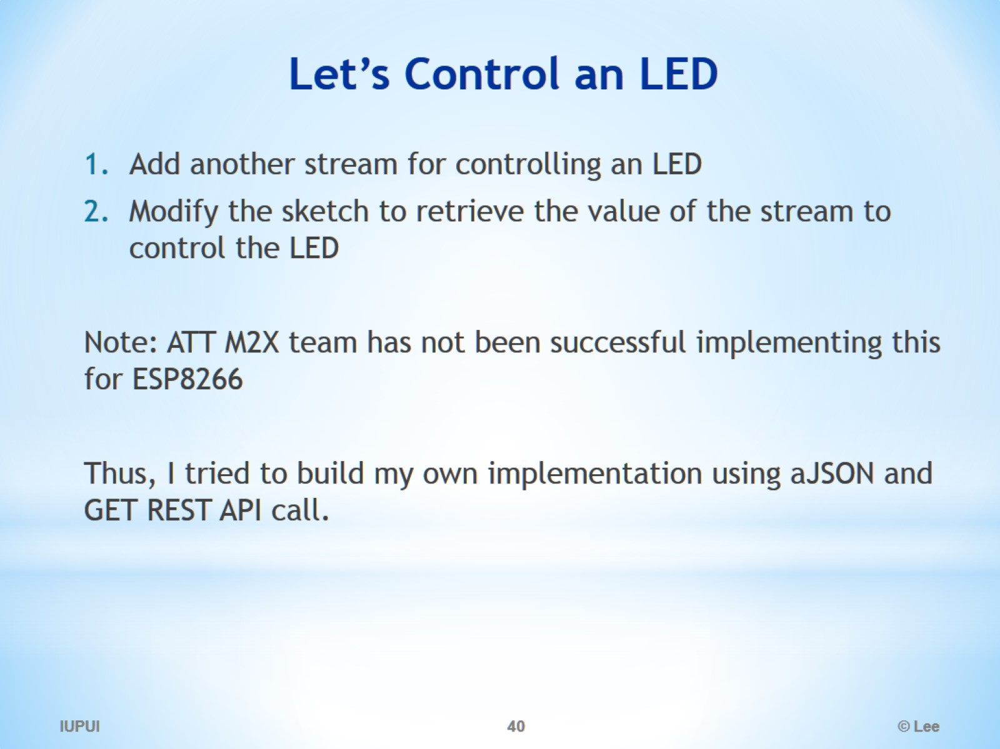 Let’s Control an LED
1. Add another stream for controlling an LED
2. Modify the sketch to retrieve the value of the stream to
control the LED
Note: ATT M2X team has not been successful implementing this
for ESP8266
Thus, I tried to build my own implementation using aJSON and
GET REST API call.
IUPUI
40
© Lee